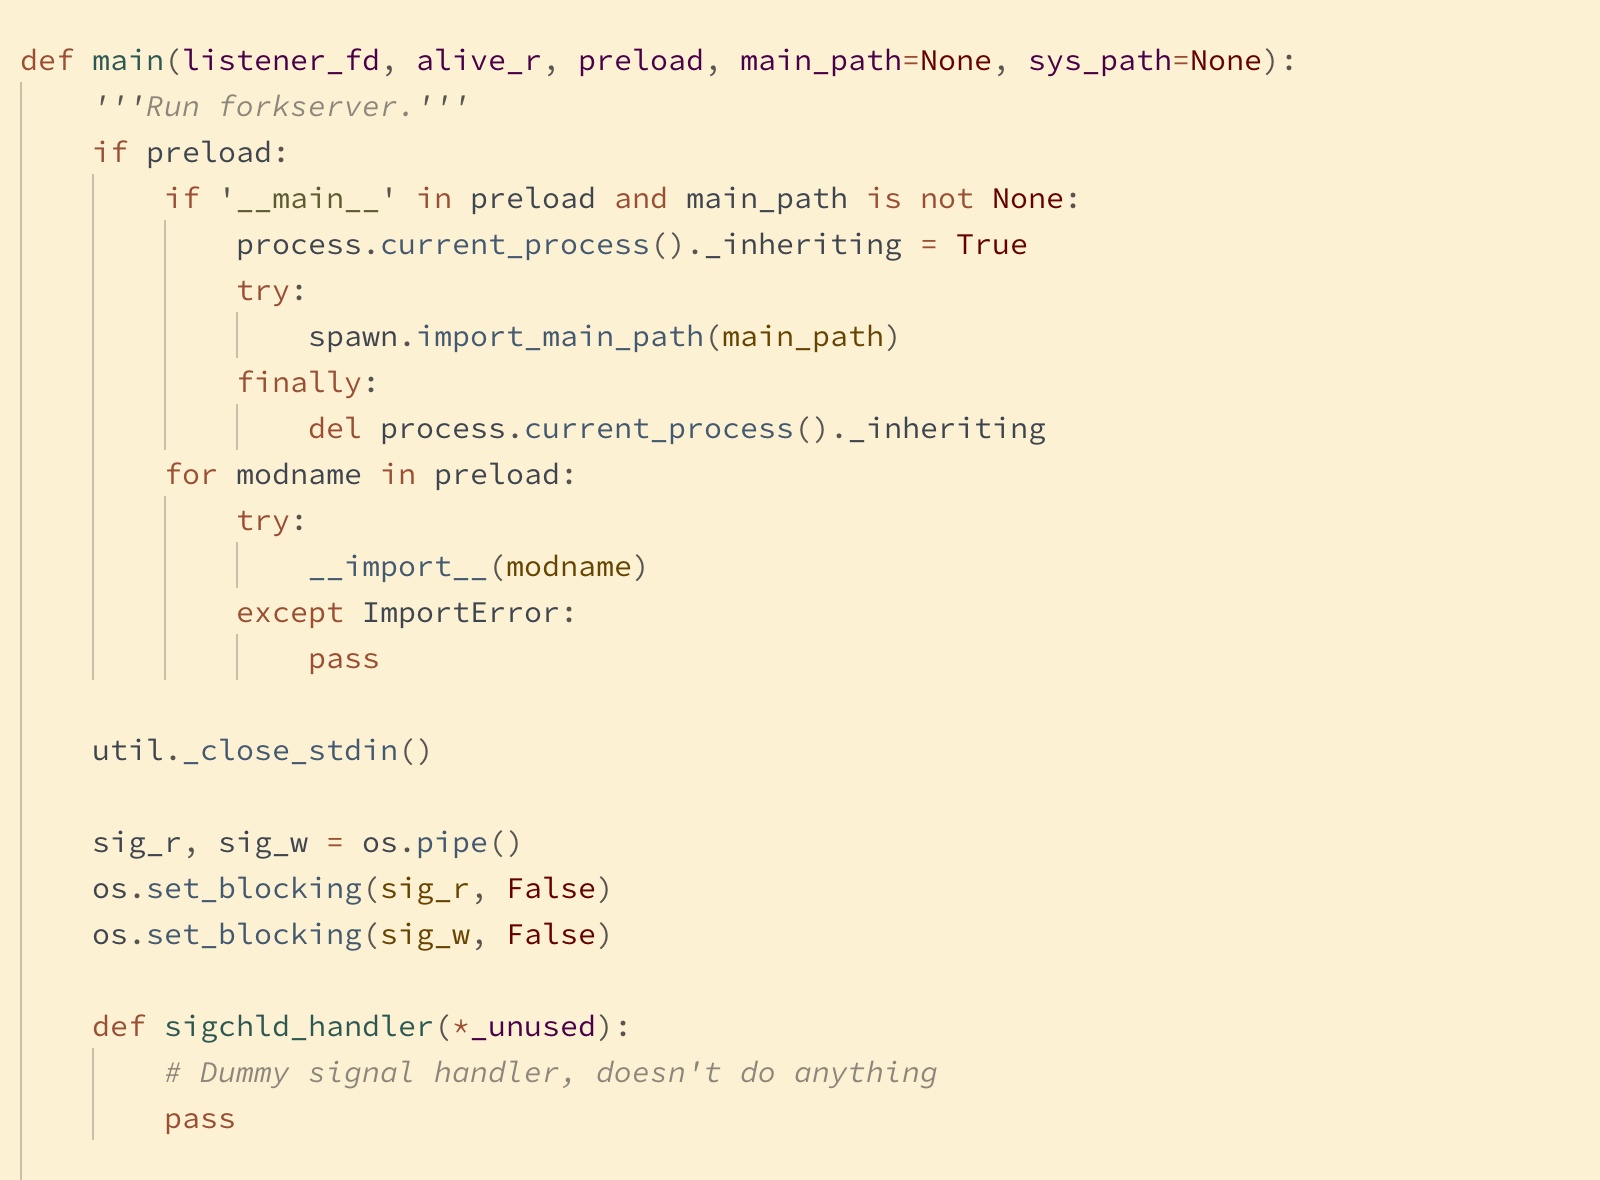 def main(listener_fd, alive_r, preload, main_path=None, sys_path=None):
    '''Run forkserver.'''
    if preload:
        if '__main__' in preload and main_path is not None:
            process.current_process()._inheriting = True
            try:
                spawn.import_main_path(main_path)
            finally:
                del process.current_process()._inheriting
        for modname in preload:
            try:
                __import__(modname)
            except ImportError:
                pass

    util._close_stdin()

    sig_r, sig_w = os.pipe()
    os.set_blocking(sig_r, False)
    os.set_blocking(sig_w, False)

    def sigchld_handler(*_unused):
        # Dummy signal handler, doesn't do anything
        pass